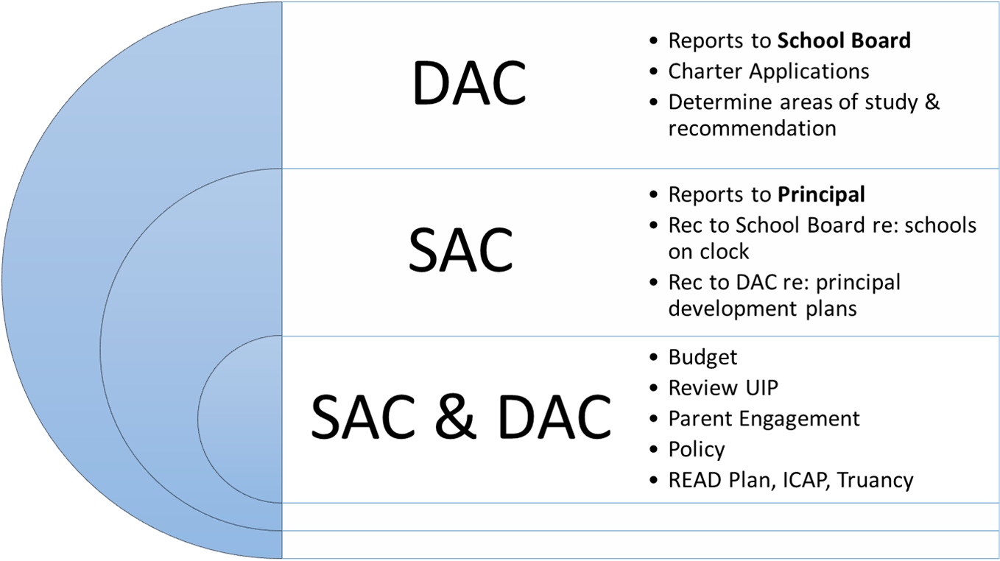 DAC
• Reports to School Board
• Charter Applications
• Determine areas of study &
recommendation
SAC
• Reports to Principal
• Rec to School Board re: schools
on clock
• Rec to DAC re: principal
development plans
SAC & DAC
• Budget
• Review UIP
• Parent Engagement
• Policy
• READ Plan, ICAP, Truancy